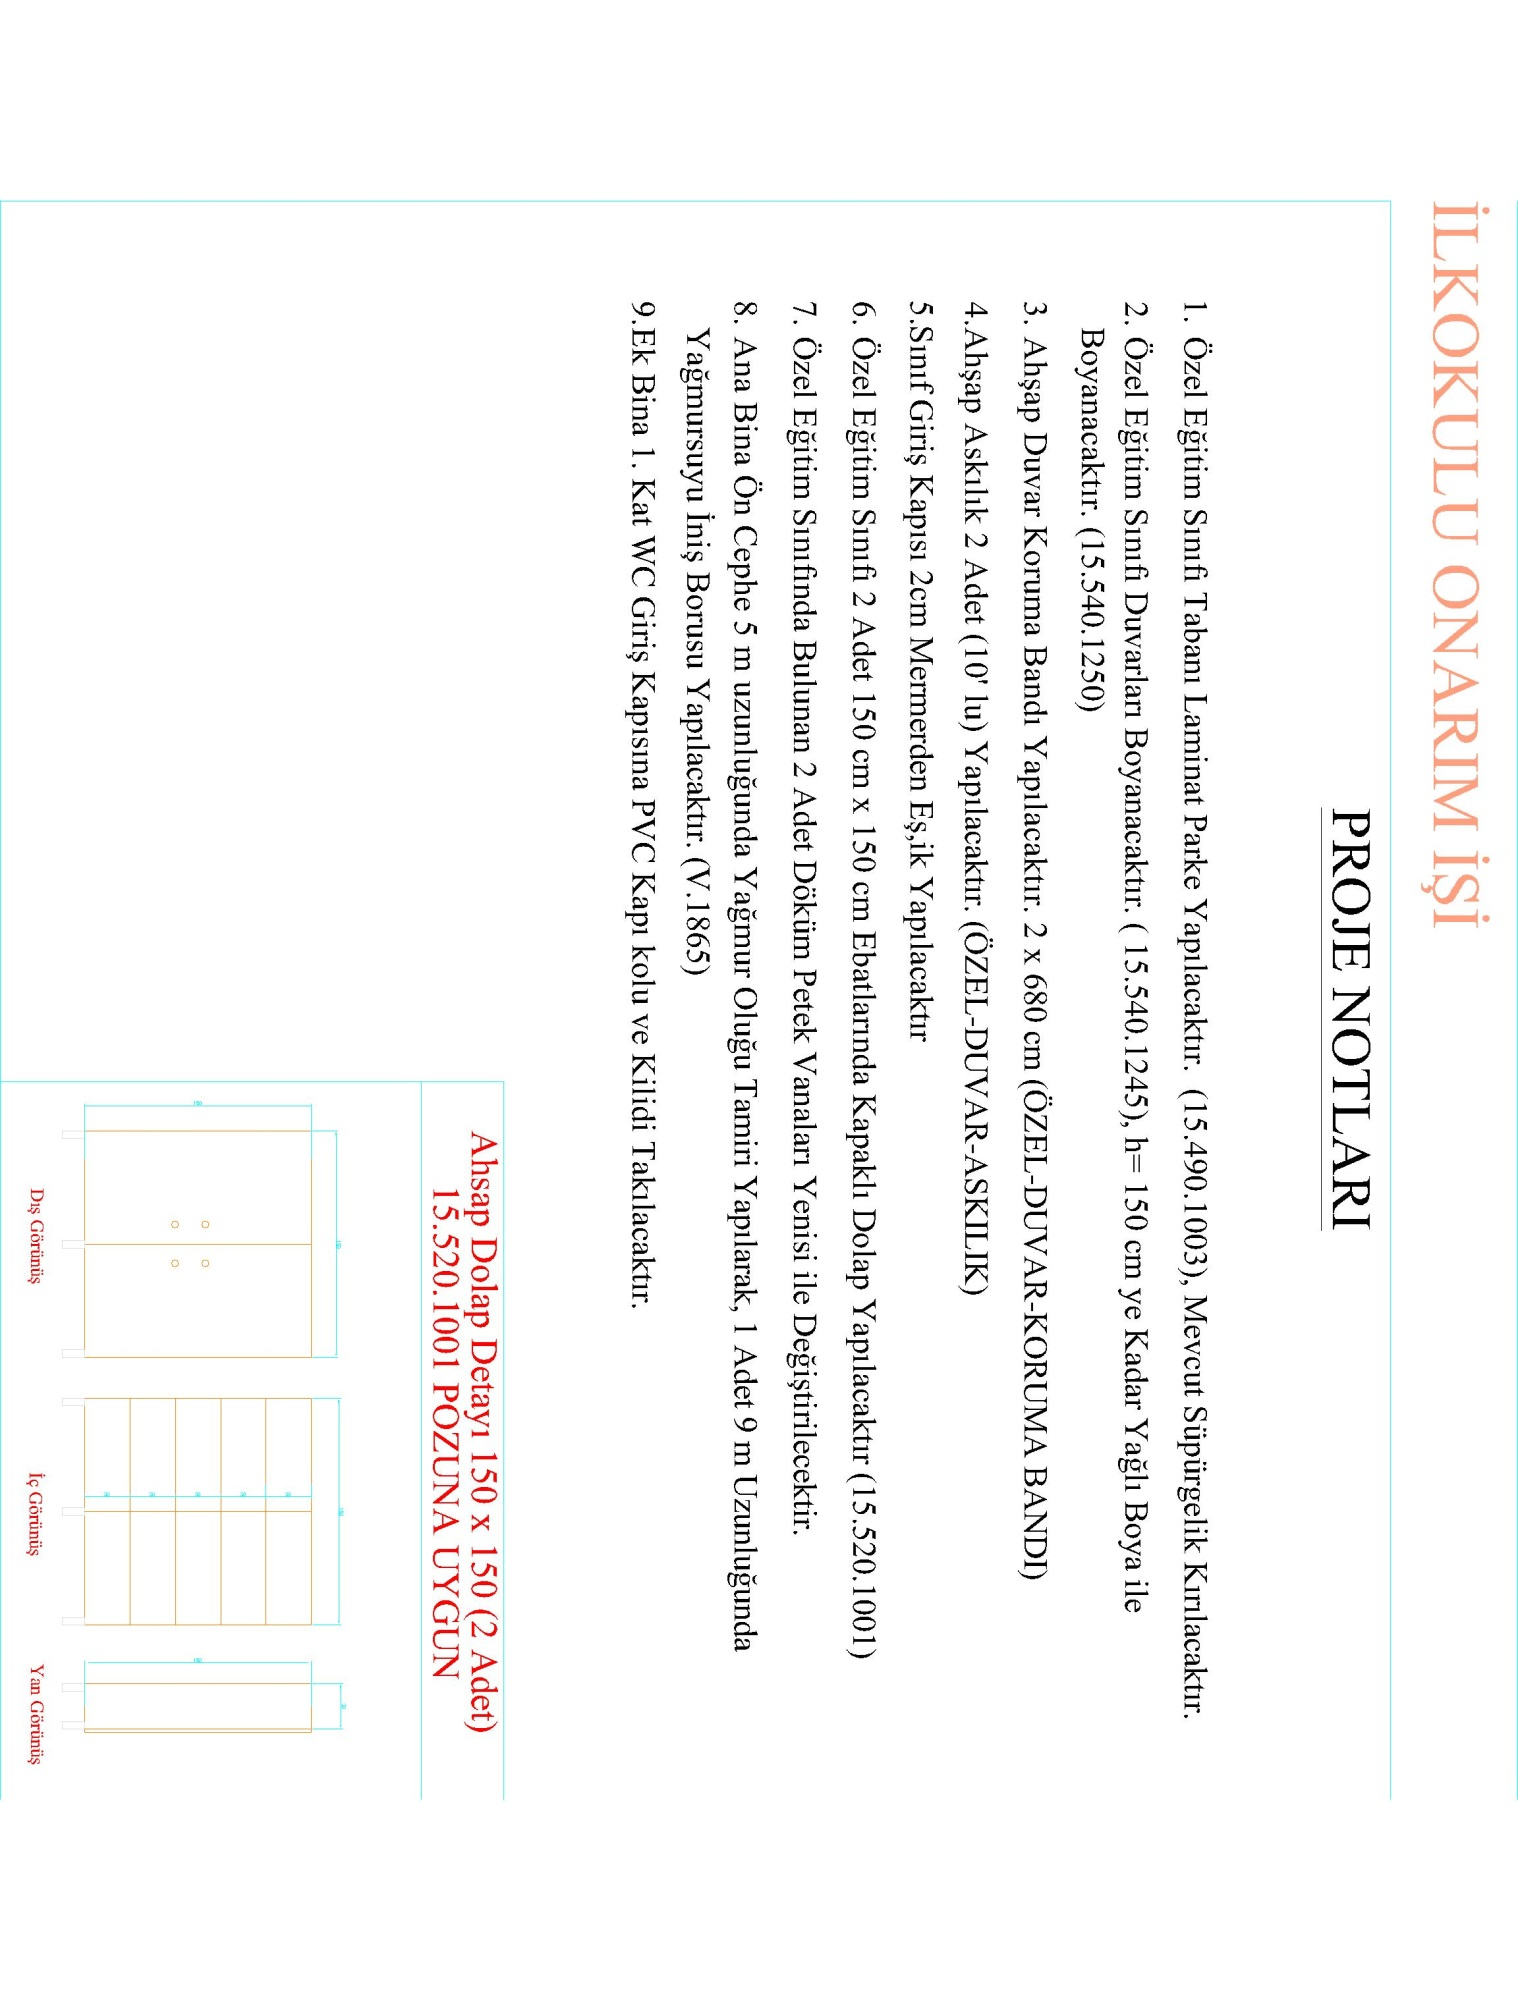 İLKOKULU ONARIM İŞİ
PROJE NOTLARI
1. Özel Eğitim Sınıfı Tabanı Laminat Parke Yapılacaktır. (15.490.1003), Mevcut Süpürgelik Kırılacaktır.
2. Özel Eğitim Sınıfı Duvarları Boyanacaktır. ( 15.540.1245), h= 150 cm ye Kadar Yağlı Boya ile
Boyanacaktır. (15.540.1250)
3. Ahşap Duvar Koruma Bandı Yapılacaktır. 2 x 680 cm (ÖZEL-DUVAR-KORUMA BANDI)
4.Ahşap Askılık 2 Adet (10' lu) Yapılacaktır. (ÖZEL-DUVAR-ASKILIK)
5.Sınıf Giriş Kapısı 2cm Mermerden Eş,ik Yapılacaktır
6. Özel Eğitim Sınıfı 2 Adet 150 cm x 150 cm Ebatlarında Kapaklı Dolap Yapılacaktır (15.520.1001)
7. Özel Eğitim Sınıfında Bulunan 2 Adet Döküm Petek Vanaları Yenisi ile Değiştirilecektir.
8. Ana Bina Ön Cephe 5 m uzunluğunda Yağmur Oluğu Tamiri Yapılarak, 1 Adet 9 m Uzunluğunda
Yağmursuyu İniş Borusu Yapılacaktır. (V.1865)
9.Ek Bina 1. Kat WC Giriş Kapısına PVC Kapı kolu ve Kilidi Takılacaktır.
Ahsap Dolap Detayı 150 x 150 (2 Adet)
15.520.1001 POZUNA UYGUN
150
150
150
150
Dış Görünüş
İç Görünüş
Yan Görünüş